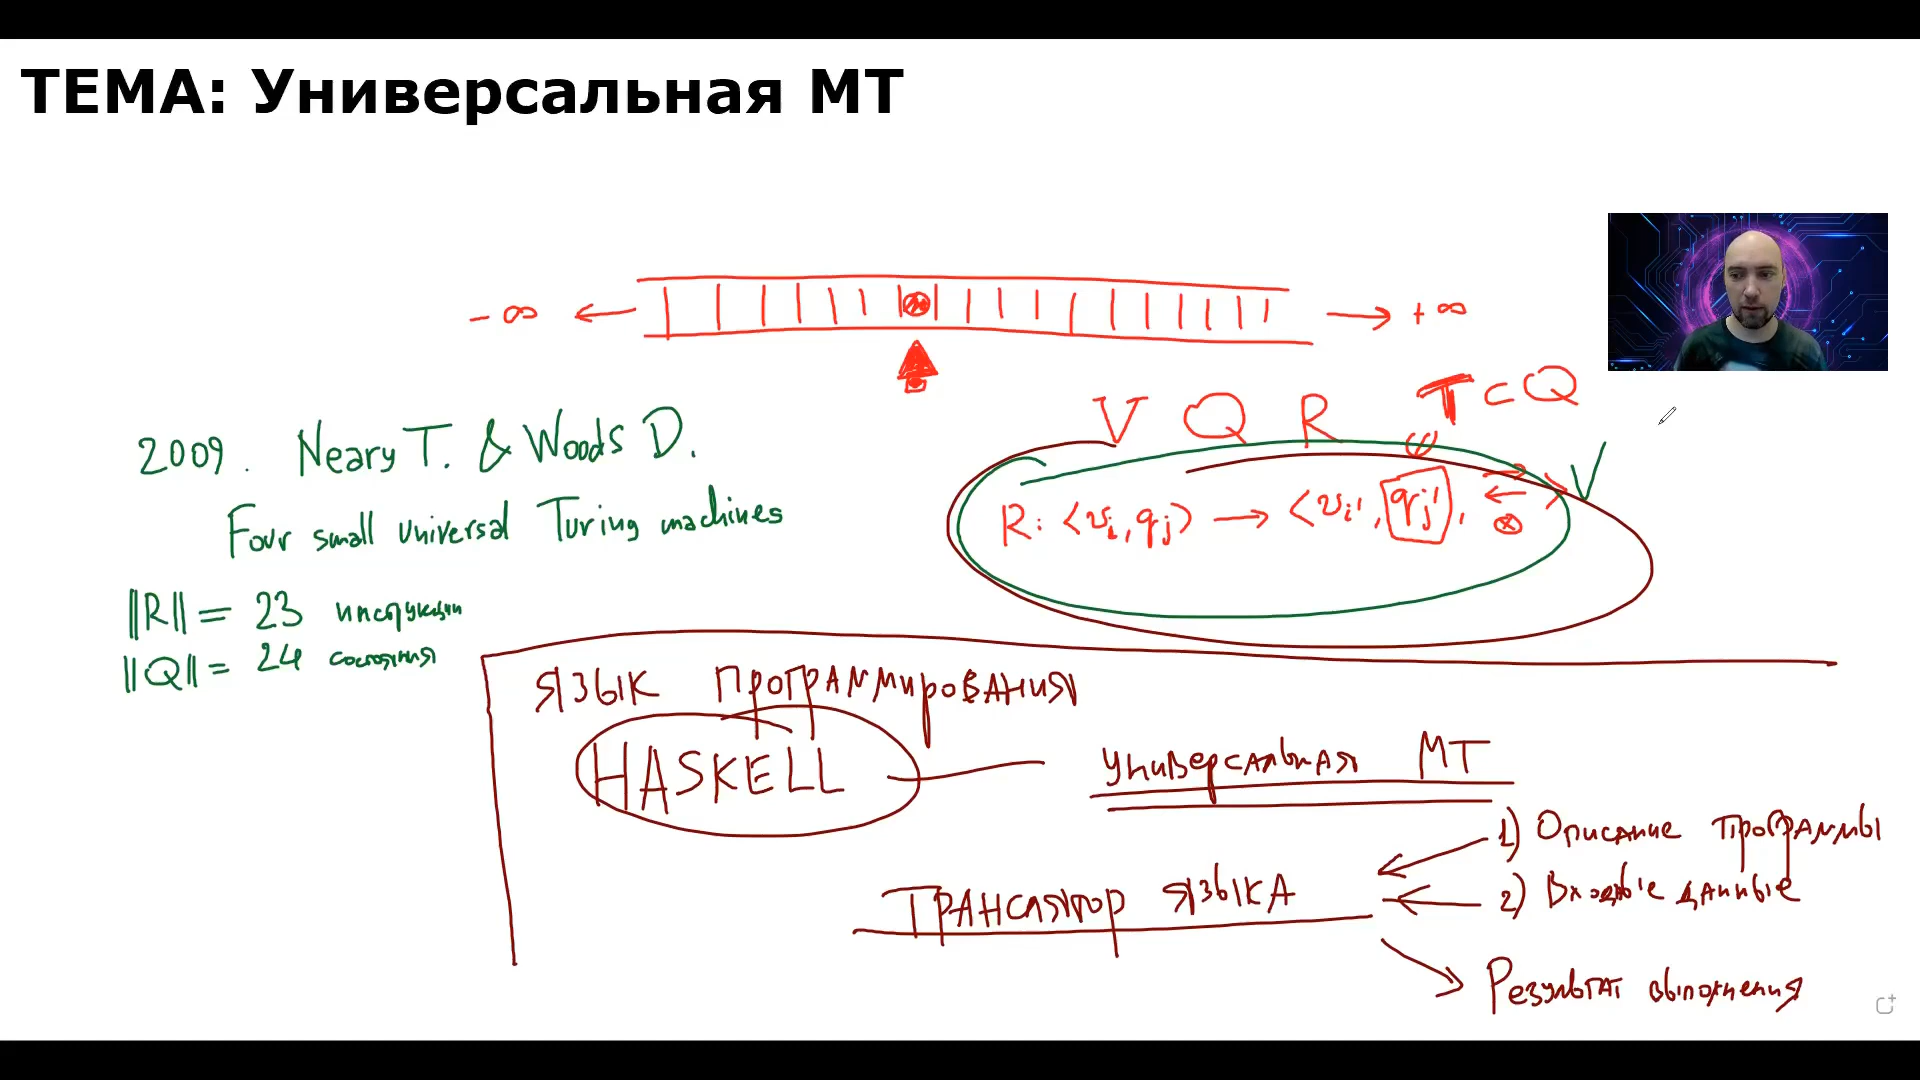 ТЕМА: Универсальная МТ
- ∞ + ∞
V Q R T ⊂ Q
2009. Neary T. & Woods D.
V
Four small universal Turing machines
R: ⟨vᵢ, qⱼ⟩ → ⟨vᵢ', qⱼ',
||R|| = 23 инструкции
||Q|| = 24 состояния
ЯЗЫК ПРОГРАММИРОВАНИЯ
HASKELL
УНИВЕРСАЛЬНАЯ МТ
1) Описание программы
ТРАНСЛЯТОР ЯЗЫКА
2) Входные данные
Результат выполнения